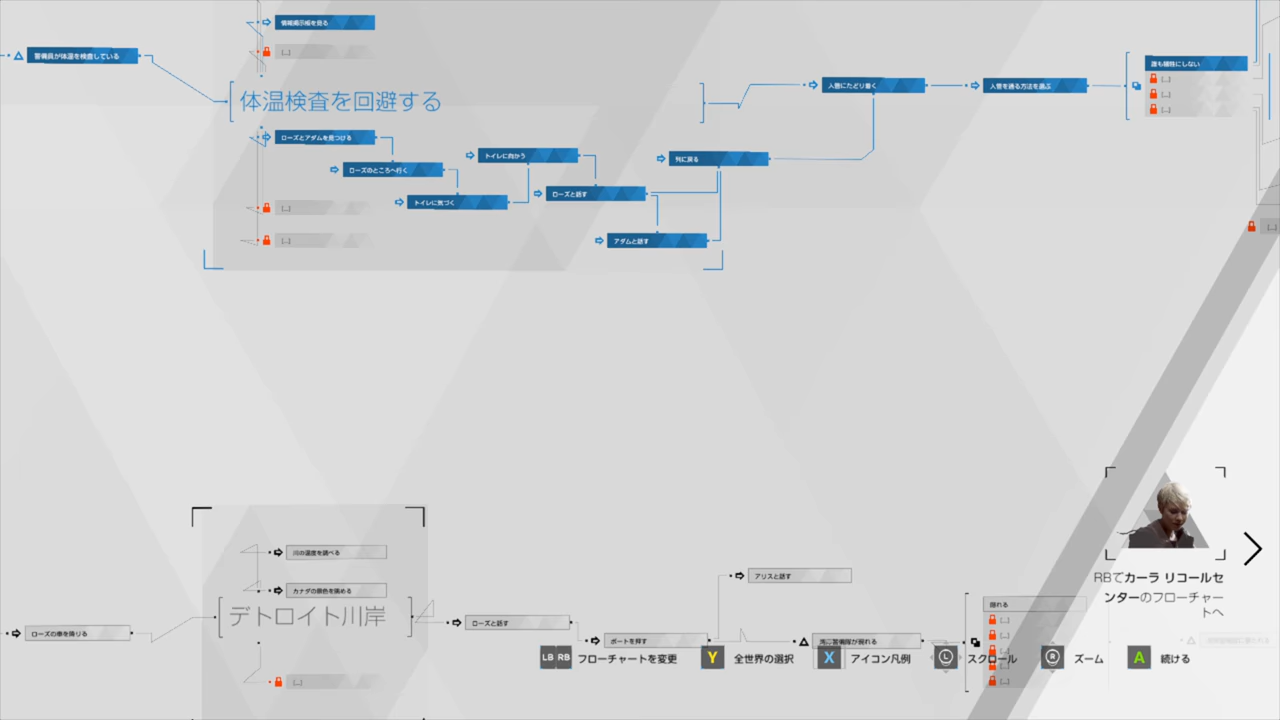 情報掲示板を見る
[...]
警備員が体温を検査している
体温検査を回避する
人間にたどり着く
人管を通る方法を選ぶ
誰も犠牲にしない
[...]
[...]
[...]
ローズとアダムを見つける
ローズのところへ行く
トイレに気づく
トイレに向かう
ローズと話す
アダムと話す
列に戻る
[...]
[...]
[...]
川の温度を調べる
カナダの景色を眺める
デトロイト川岸
ローズの車を降りる
[...]
ローズと話す
アリスと話す
ボートを押す
沿岸警備隊が現れる
隠れる
[...]
[...]
[...]
[...]
[...]
RBでカーラ リコールセ
ンターのフローチャー
トへ
LB RB フローチャートを変更
Y 全世界の選択
X アイコン凡例
L スクロール
R ズーム
A 続ける